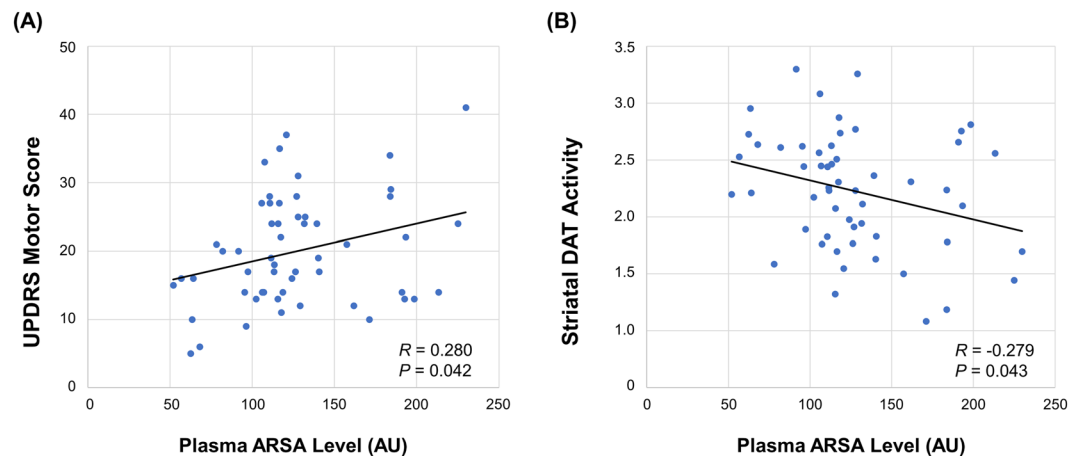 (A)
(B)
UPDRS Motor Score
50
40
30
20
10
0
0 50 100 150 200 250
R = 0.280
P = 0.042
Plasma ARSA Level (AU)
Striatal DAT Activity
3.5
3.0
2.5
2.0
1.5
1.0
0
0 50 100 150 200 250
R = -0.279
P = 0.043
Plasma ARSA Level (AU)